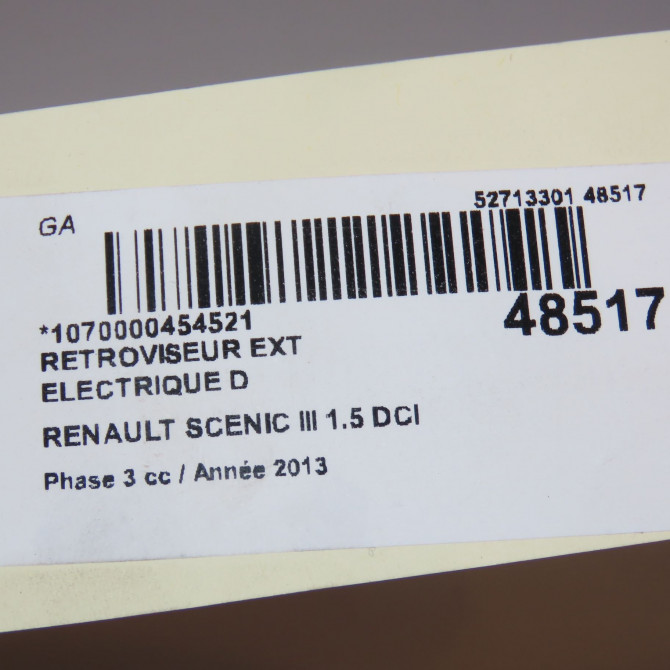 GA
52713301 48517
*1070000454521
48517
RETROVISEUR EXT
ELECTRIQUE D
RENAULT SCENIC III 1.5 DCI
Phase 3 cc / Année 2013